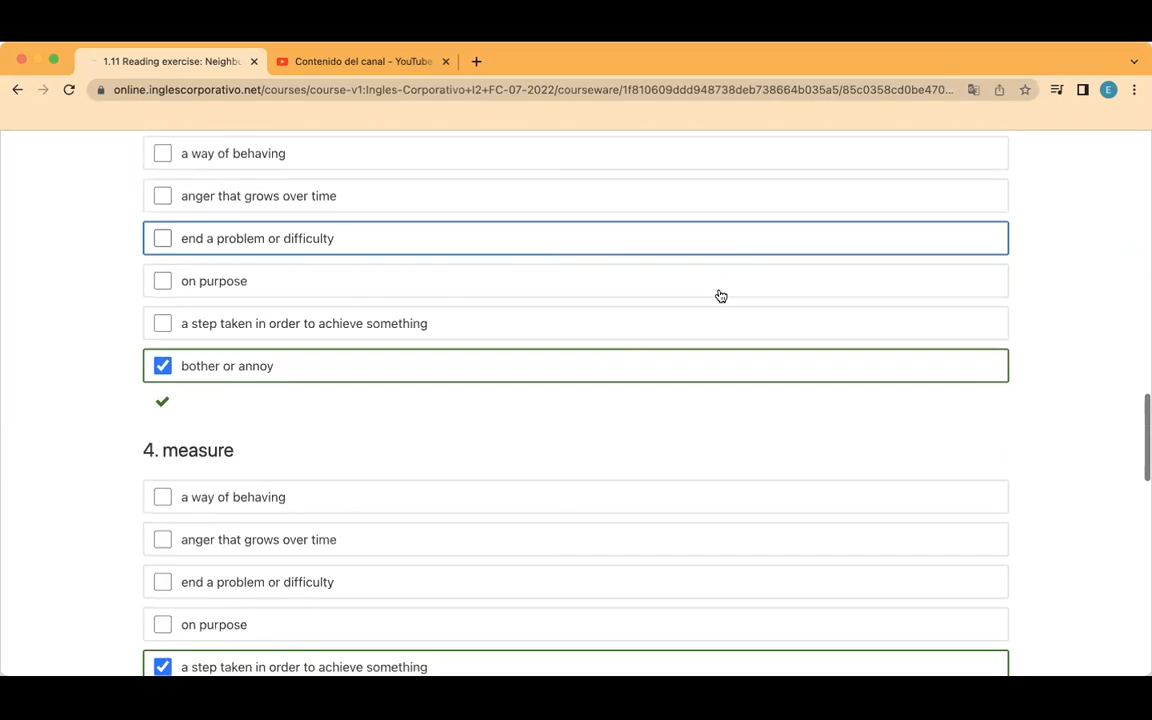 1.11 Reading exercise: Neighbu
Contenido del canal - YouTube
online.inglescorporativo.net/courses/course-v1:Ingles-Corporativo+I2+FC-07-2022/courseware/1f810609ddd948738deb738664b035a5/85c0358cd0be470...
E
a way of behaving
anger that grows over time
end a problem or difficulty
on purpose
a step taken in order to achieve something
bother or annoy
4. measure
a way of behaving
anger that grows over time
end a problem or difficulty
on purpose
a step taken in order to achieve something